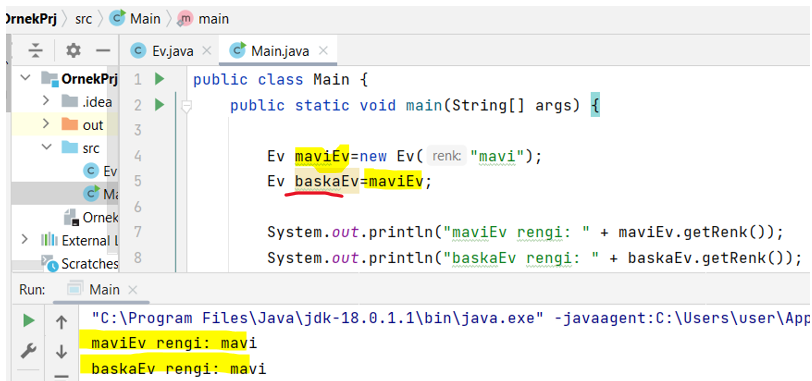 OrnekPrj src Main main
Ev.java Main.java
OrnekPrj
.idea
out
src
Ev
Ma
Ornek
External L
Scratches
1 public class Main {
2 public static void main(String[] args) {
3
4 Ev maviEv=new Ev( renk: "mavi");
5 Ev baskaEv=maviEv;
6
7 System.out.println("maviEv rengi: " + maviEv.getRenk());
8 System.out.println("baskaEv rengi: " + baskaEv.getRenk());
Run: Main
"C:\Program Files\Java\jdk-18.0.1.1\bin\java.exe" -javaagent:C:\Users\user\App
maviEv rengi: mavi
baskaEv rengi: mavi